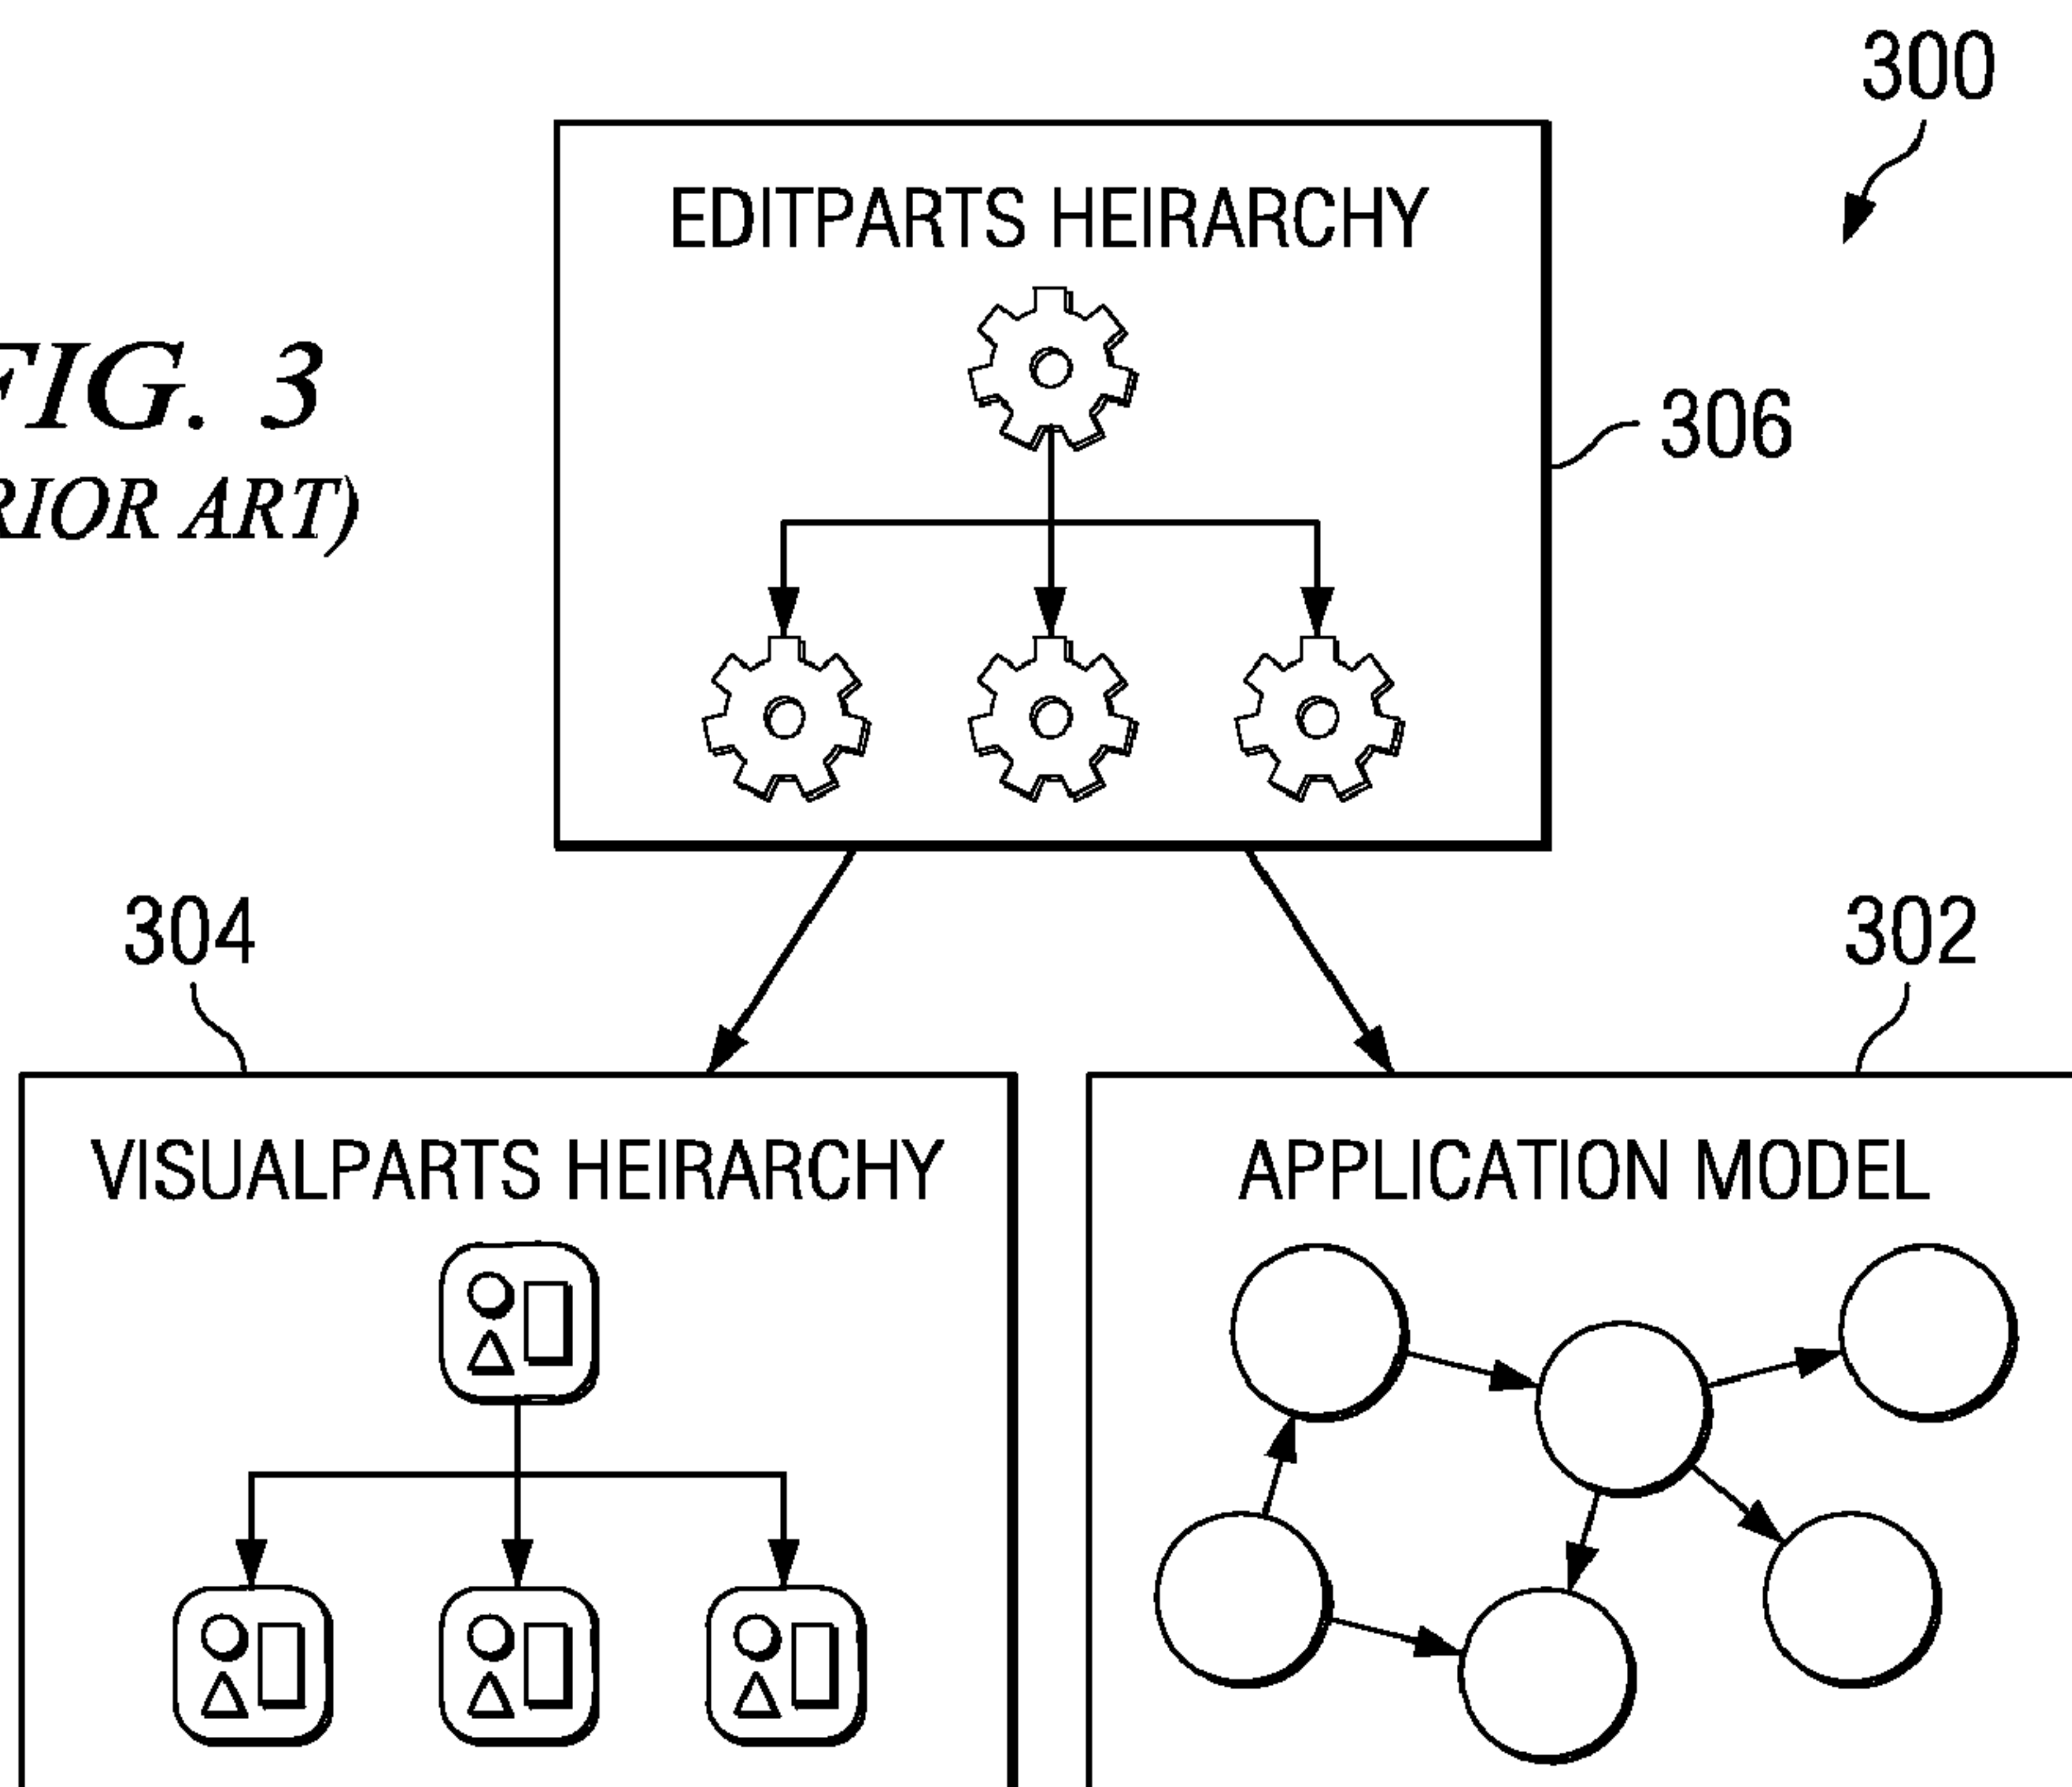 300
EDITPARTS HEIRARCHY
FIG. 3
306
RIOR ART)
304
302
VISUALPARTS HEIRARCHY
APPLICATION MODEL